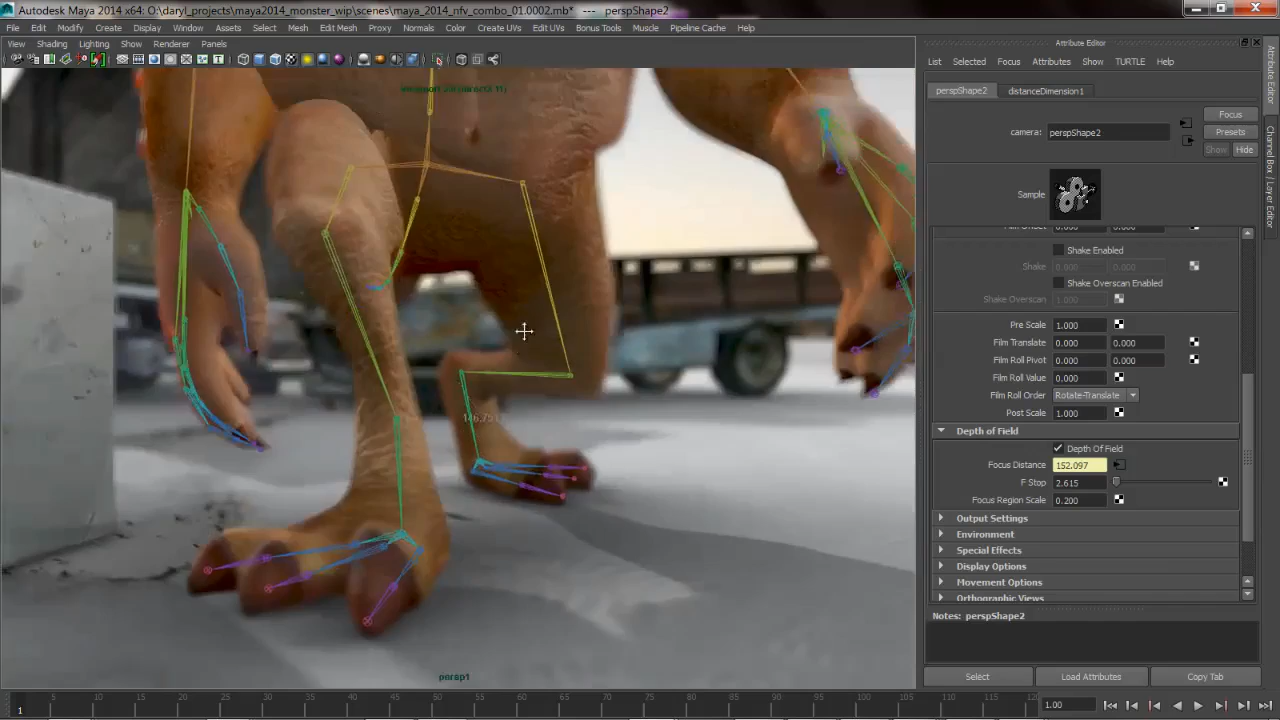 Autodesk Maya 2014 x64: O:\daryl_projects\maya2014_monster_wip\scenes\maya_2014_nfv_combo_01.0002.mb* --- perspShape2
File Edit Modify Create Display Window Assets Select Mesh Edit Mesh Proxy Normals Color Create UVs Edit UVs Bonus Tools Muscle Pipeline Cache Help
View Shading Lighting Show Renderer Panels
Attribute Editor
List Selected Focus Attributes Show TURTLE Help
perspShape2 distanceDimension1
Focus
camera: perspShape2
Presets
Show Hide
Sample
Shake Enabled
Shake 0.000 0.000
Shake Overscan Enabled
Shake Overscan 1.000
Pre Scale 1.000
Film Translate 0.000 0.000
Film Roll Pivot 0.000 0.000
Film Roll Value 0.000
Film Roll Order Rotate-Translate
Post Scale 1.000
Depth of Field
Depth Of Field
Focus Distance 152.097
F Stop 2.615
Focus Region Scale 0.200
Output Settings
Environment
Special Effects
Display Options
Movement Options
Orthographic Views
Notes: perspShape2
Select Load Attributes Copy Tab
Attribute Editor
Channel Box / Layer Editor
persp1
5 10 15 20 25 30 35 40 45 50 55 60 65 70 75 80 85 90 95 100 105 110 115
1
1.00